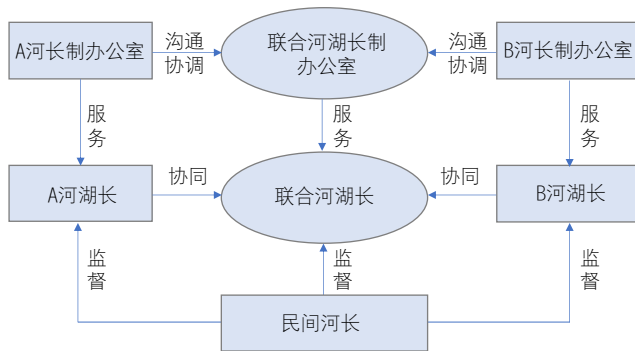 A河长制办公室
沟通
协调
联合河湖长制
办公室
沟通
协调
B河长制办公室
服
务
服
务
服
务
A河湖长
协同
联合河湖长
协同
B河湖长
监
督
监
督
监
督
民间河长